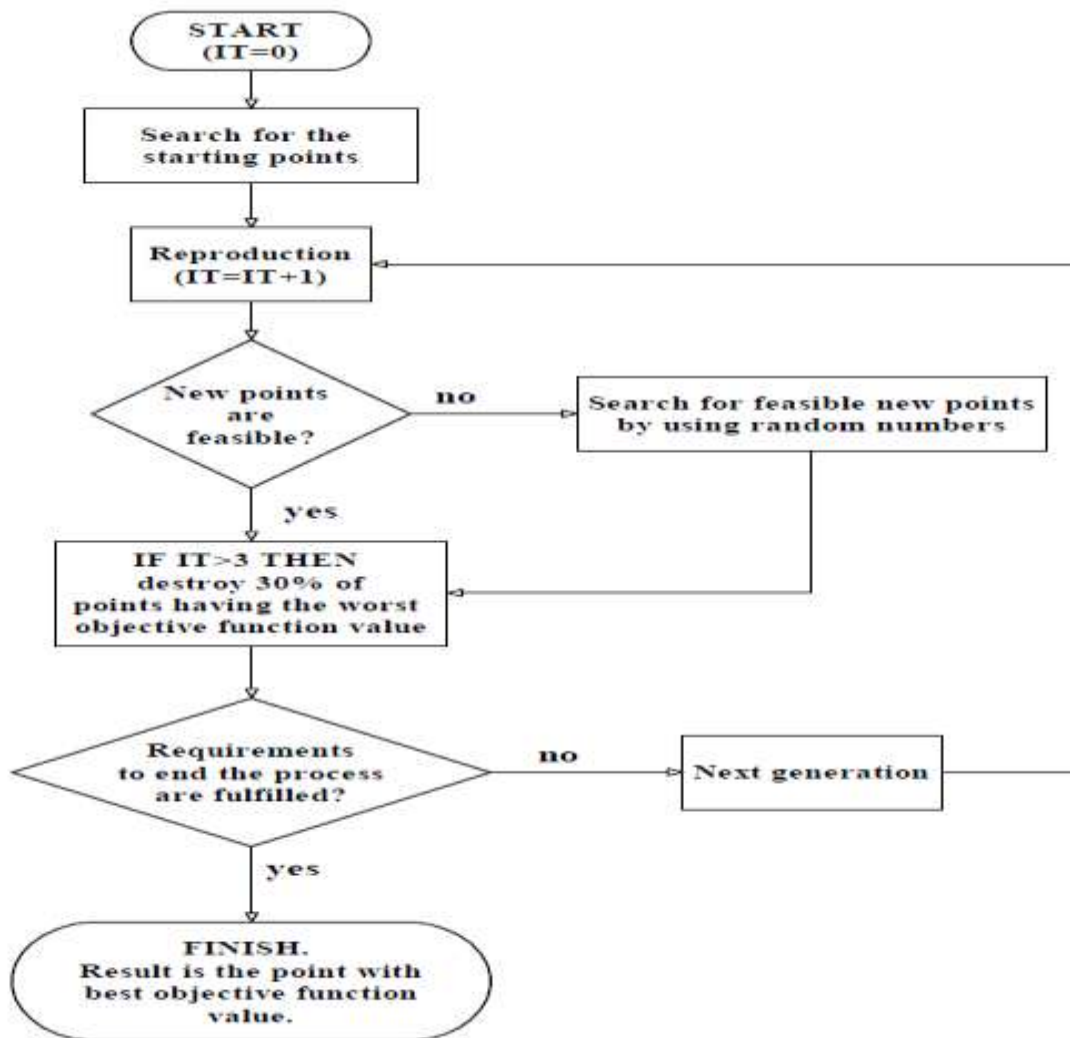 START
(IT=0)
Search for the
starting points
Reproduction
(IT=IT+1)
New points
are
feasible?
no
Search for feasible new points
by using random numbers
yes
IF IT>3 THEN
destroy 30% of
points having the worst
objective function value
Requirements
to end the process
are fulfilled?
no
Next generation
yes
FINISH.
Result is the point with
best objective function
value.